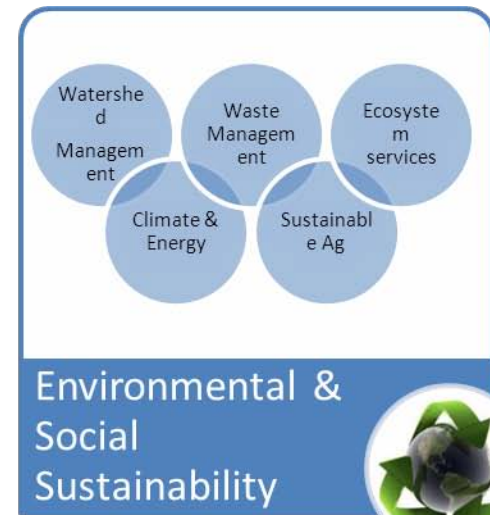 Watershe
d
Managem
ent
Waste
Managem
ent
Ecosyste
m
services
Climate &
Energy
Sustainabl
e Ag
Environmental &
Social
Sustainability